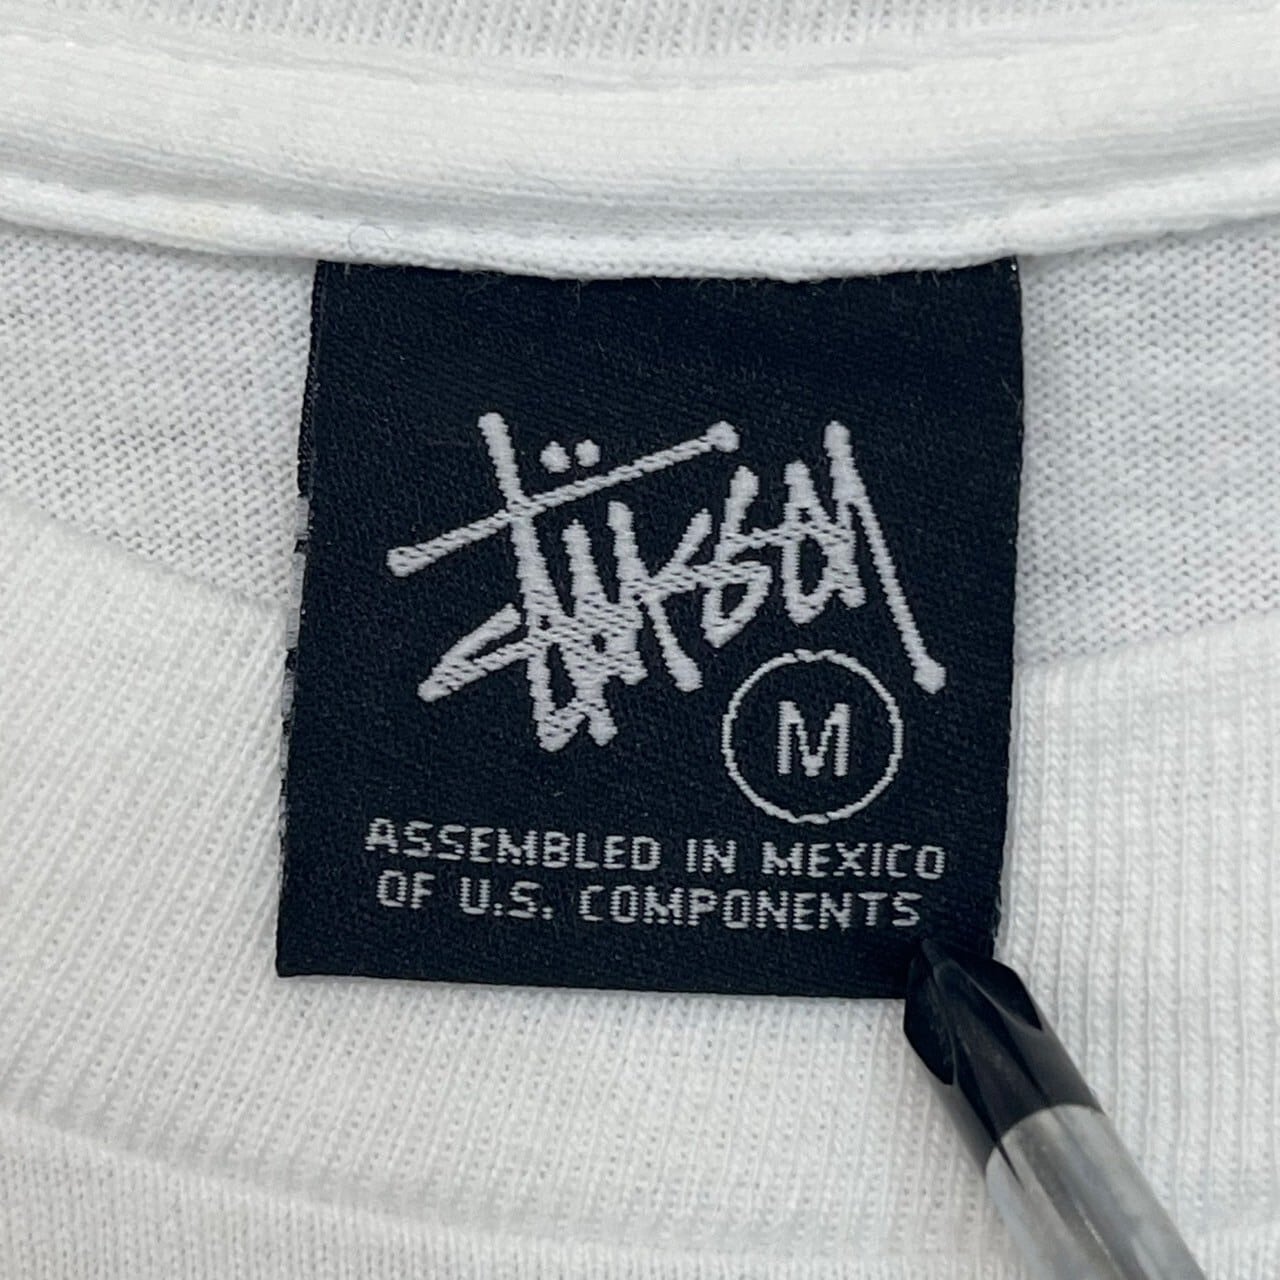 Stüssy
M
ASSEMBLED IN MEXICO
OF U.S. COMPONENTS